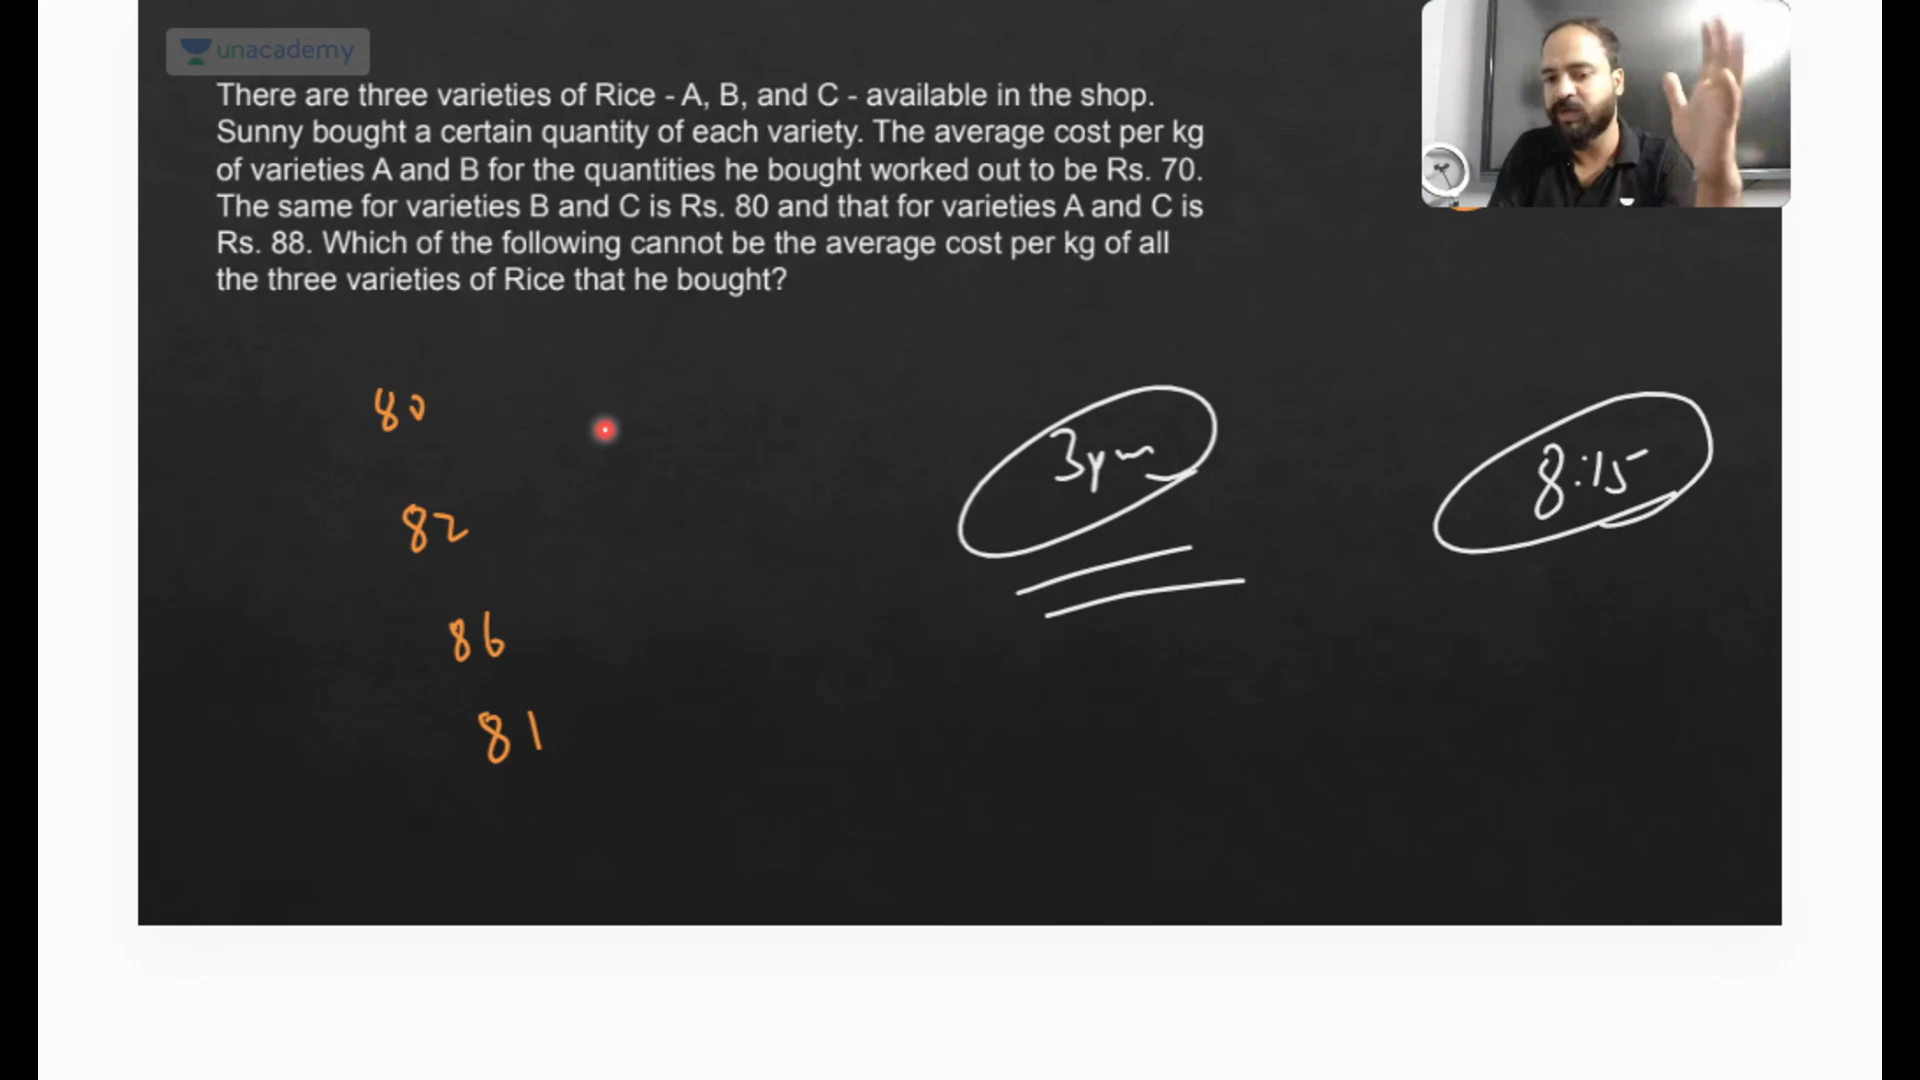 unacademy
There are three varieties of Rice - A, B, and C - available in the shop.
Sunny bought a certain quantity of each variety. The average cost per kg
of varieties A and B for the quantities he bought worked out to be Rs. 70.
The same for varieties B and C is Rs. 80 and that for varieties A and C is
Rs. 88. Which of the following cannot be the average cost per kg of all
the three varieties of Rice that he bought?
80
3pm
8:15
82
86
81